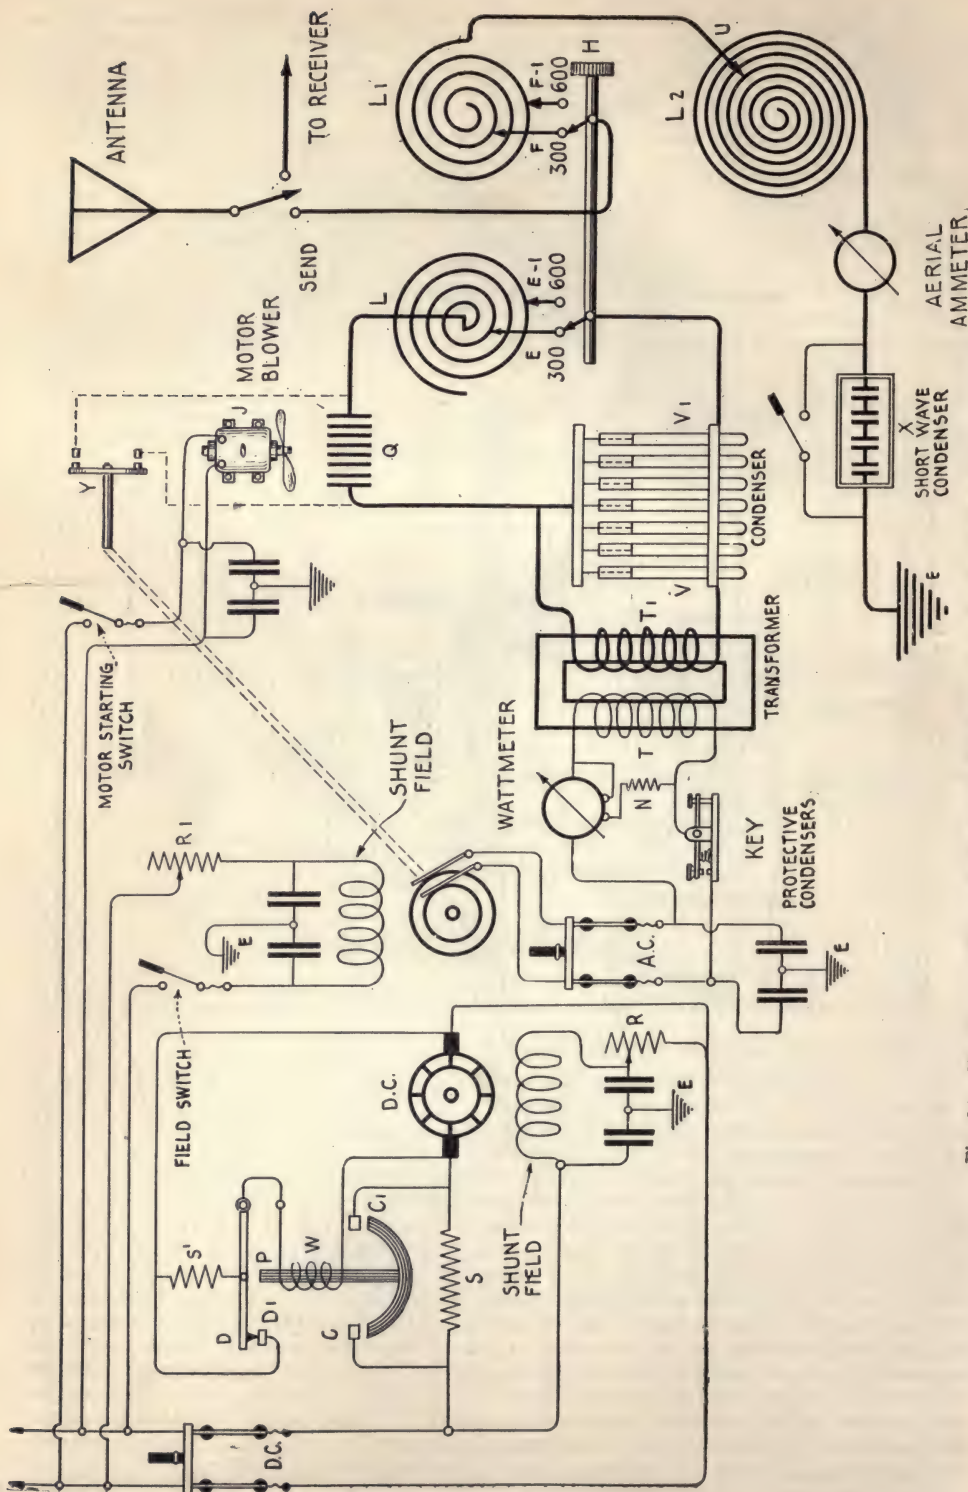 ANTENNA
TO RECEIVER
SEND
L1
F
F-1
300
600
H
U
L2
MOTOR
BLOWER
J
Y
L
E
E-1
300
600
Q
MOTOR STARTING
SWITCH
R1
SHUNT
FIELD
E
FIELD SWITCH
WATTMETER
N
T
T1
TRANSFORMER
V
V1
CONDENSER
AERIAL
AMMETER
X
SHORT WAVE
CONDENSER
E
KEY
PROTECTIVE
CONDENSERS
E
A.C.
D.C.
S'
D
D1
P
W
C
C1
S
SHUNT
FIELD
R
E
D.C.